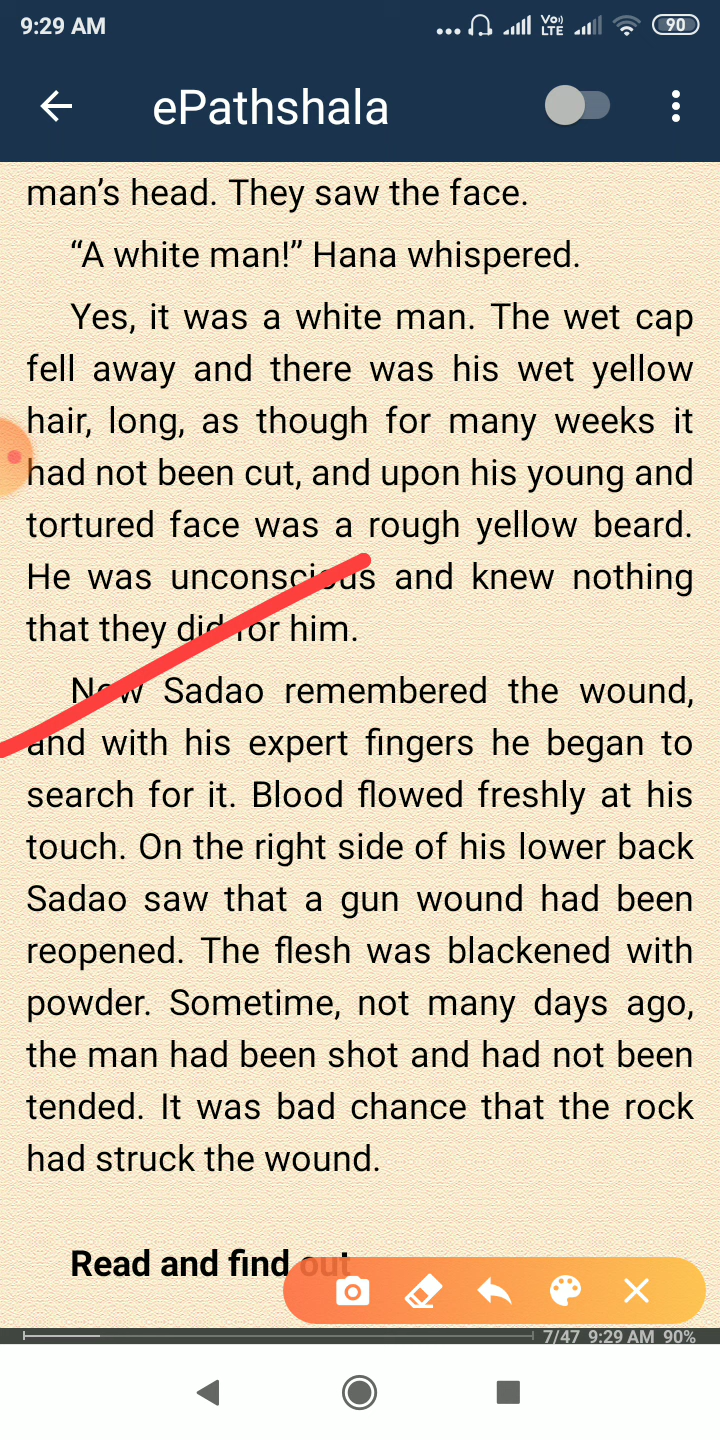 9:29 AM
Vo)) LTE
90
ePathshala
man’s head. They saw the face.
“A white man!” Hana whispered.
Yes, it was a white man. The wet cap
fell away and there was his wet yellow
hair, long, as though for many weeks it
had not been cut, and upon his young and
tortured face was a rough yellow beard.
He was unconscious and knew nothing
that they did for him.
Now Sadao remembered the wound,
and with his expert fingers he began to
search for it. Blood flowed freshly at his
touch. On the right side of his lower back
Sadao saw that a gun wound had been
reopened. The flesh was blackened with
powder. Sometime, not many days ago,
the man had been shot and had not been
tended. It was bad chance that the rock
had struck the wound.
Read and find out
7/47 9:29 AM 90%